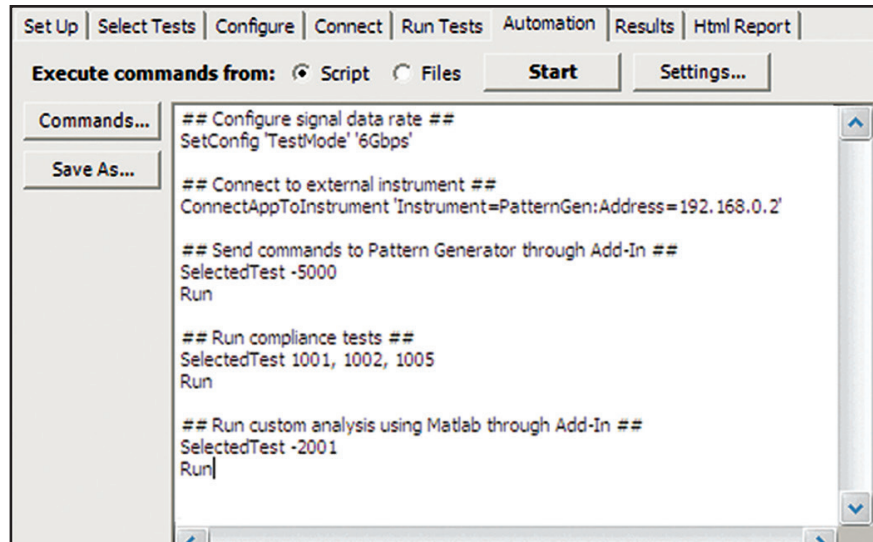 Set Up Select Tests Configure Connect Run Tests Automation Results Html Report
Execute commands from: Script Files Start Settings...
Commands...
Save As...
## Configure signal data rate ##
SetConfig 'TestMode' '6Gbps'
## Connect to external instrument ##
ConnectAppToInstrument 'Instrument=PatternGen:Address=192.168.0.2'
## Send commands to Pattern Generator through Add-In ##
SelectedTest -5000
Run
## Run compliance tests ##
SelectedTest 1001, 1002, 1005
Run
## Run custom analysis using Matlab through Add-In ##
SelectedTest -2001
Run